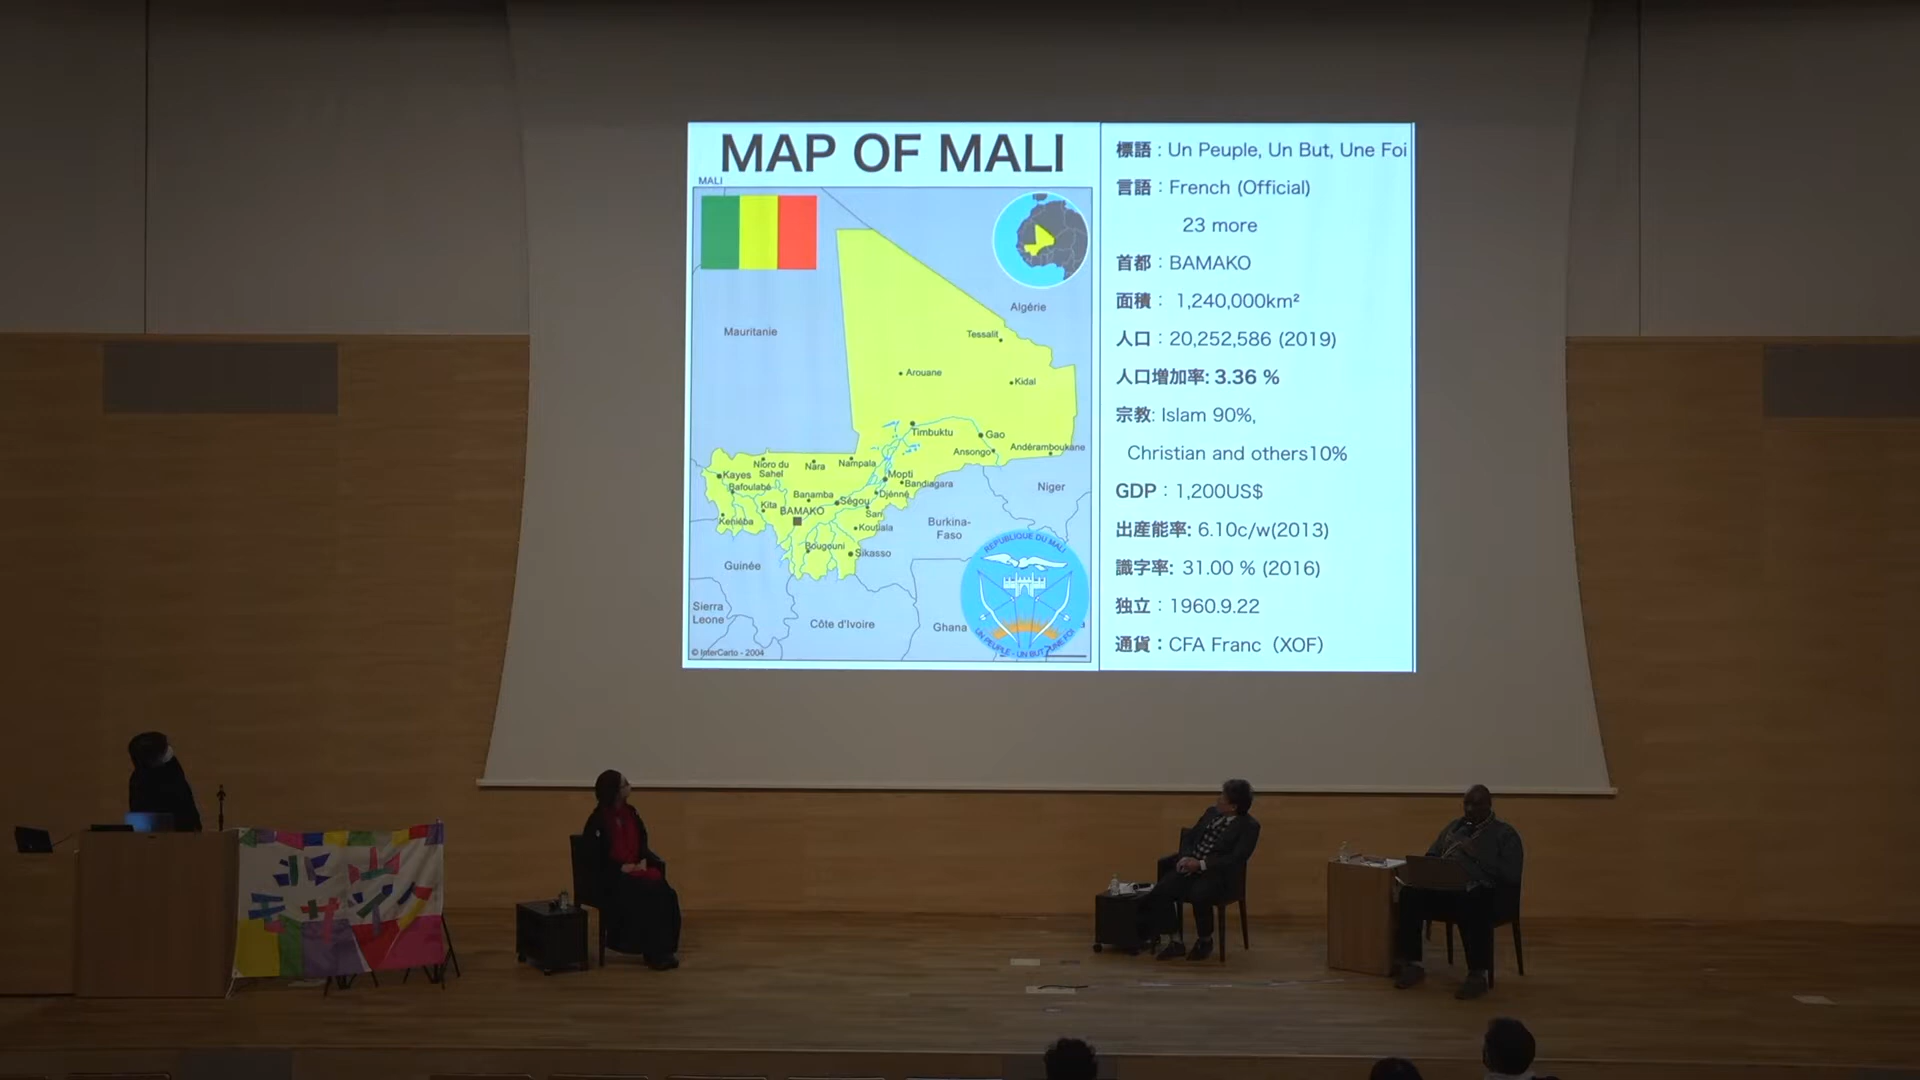 MAP OF MALI
MALI
Algérie
Mauritanie
Tessalit
Arouane
Kidal
Timbuktu
Gao
Ansongo
Andéramboukane
Nioro du
Sahel
Nara
Nampala
Kayes
Mopti
Bandiagara
Niger
Bafoulabé
Banamba
Ségou
Djénné
Kita
BAMAKO
San
Kenléba
Koutiala
Burkina-
Faso
Bougouni
Sikasso
Guinée
Sierra
Leone
Côte d'Ivoire
Ghana
REPUBLIQUE DU MALI
UN PEUPLE - UN BUT - UNE FOI
© InterCarto - 2004
標語 : Un Peuple, Un But, Une Foi
言語 : French (Official)
23 more
首都 : BAMAKO
面積 : 1,240,000km²
人口 : 20,252,586 (2019)
人口増加率: 3.36 %
宗教: Islam 90%,
Christian and others10%
GDP : 1,200US$
出産能率: 6.10c/w(2013)
識字率: 31.00 % (2016)
独立 : 1960.9.22
通貨 : CFA Franc（XOF）